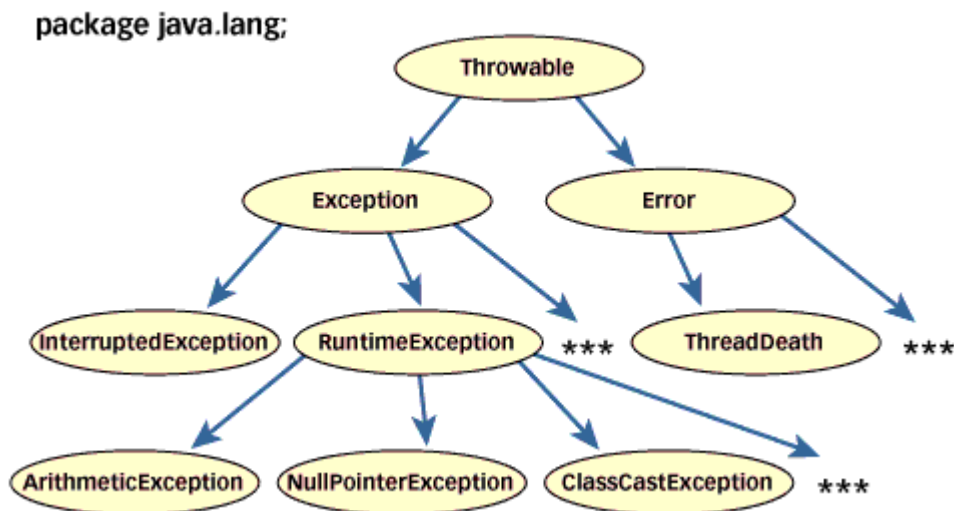 package java.lang;
Throwable
Exception
Error
InterruptedException
RuntimeException
***
ThreadDeath
***
ArithmeticException
NullPointerException
ClassCastException
***